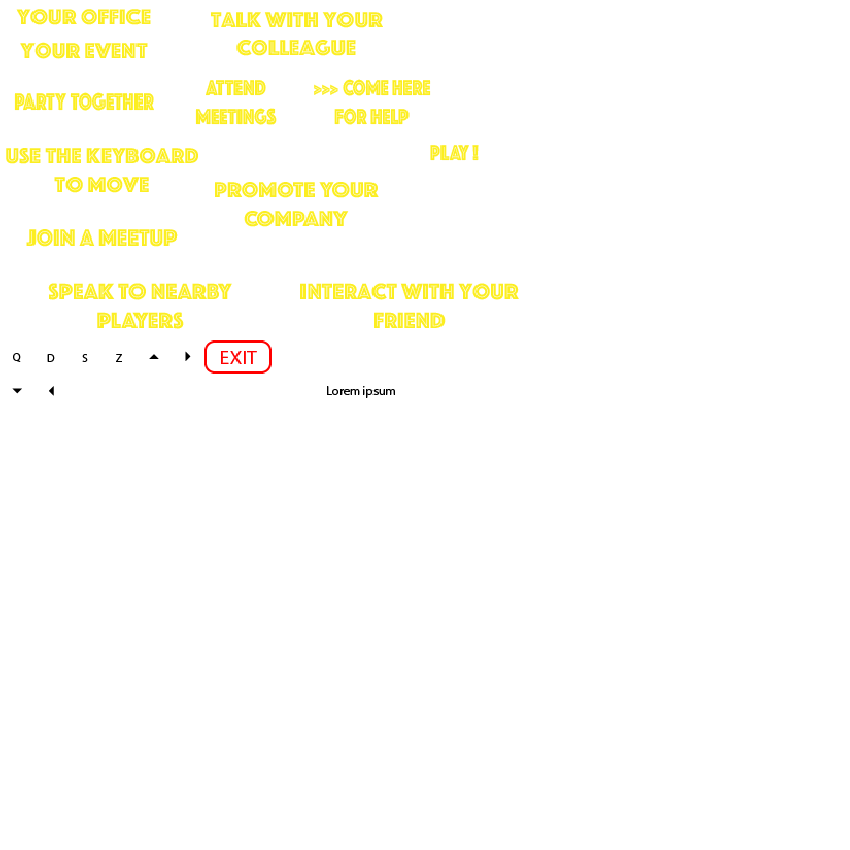 YOUR OFFICE
YOUR EVENT
TALK WITH YOUR
COLLEAGUE
PARTY TOGETHER
ATTEND
MEETINGS
>>> COME HERE
FOR HELP
USE THE KEYBOARD
TO MOVE
PLAY !
PROMOTE YOUR
COMPANY
JOIN A MEETUP
SPEAK TO NEARBY
PLAYERS
INTERACT WITH YOUR
FRIEND
Q D S Z EXIT
Lorem ipsum